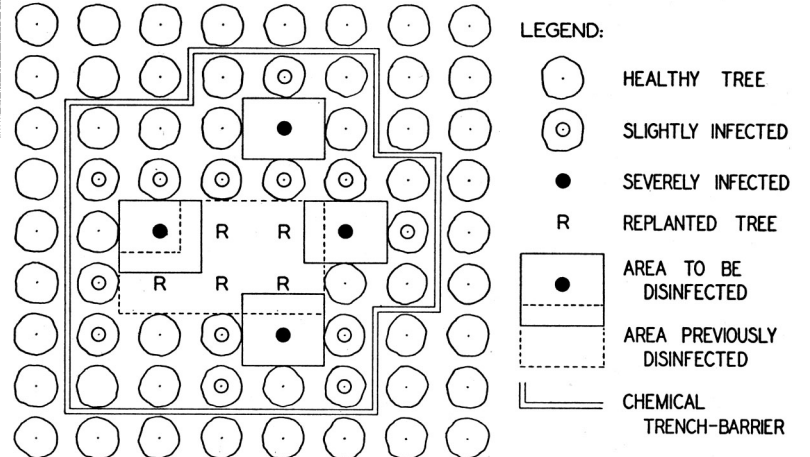 LEGEND:
HEALTHY TREE
SLIGHTLY INFECTED
SEVERELY INFECTED
R REPLANTED TREE
AREA TO BE
DISINFECTED
AREA PREVIOUSLY
DISINFECTED
CHEMICAL
TRENCH-BARRIER
R R
R R R